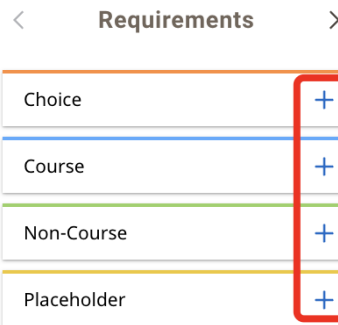 Requirements
Choice
Course
Non-Course
Placeholder